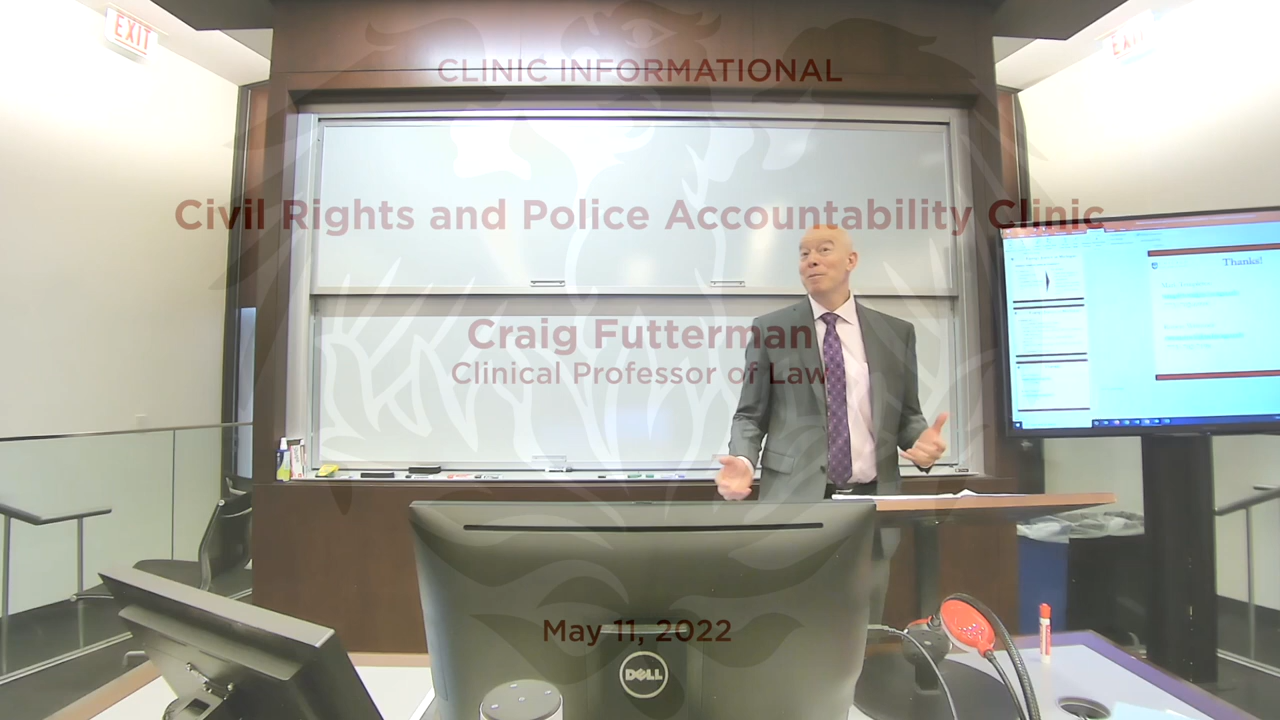 EXIT
EXIT
CLINIC INFORMATIONAL
Civil Rights and Police Accountability Clinic
Thanks!
Craig Futterman
Clinical Professor of Law
May 11, 2022
DELL